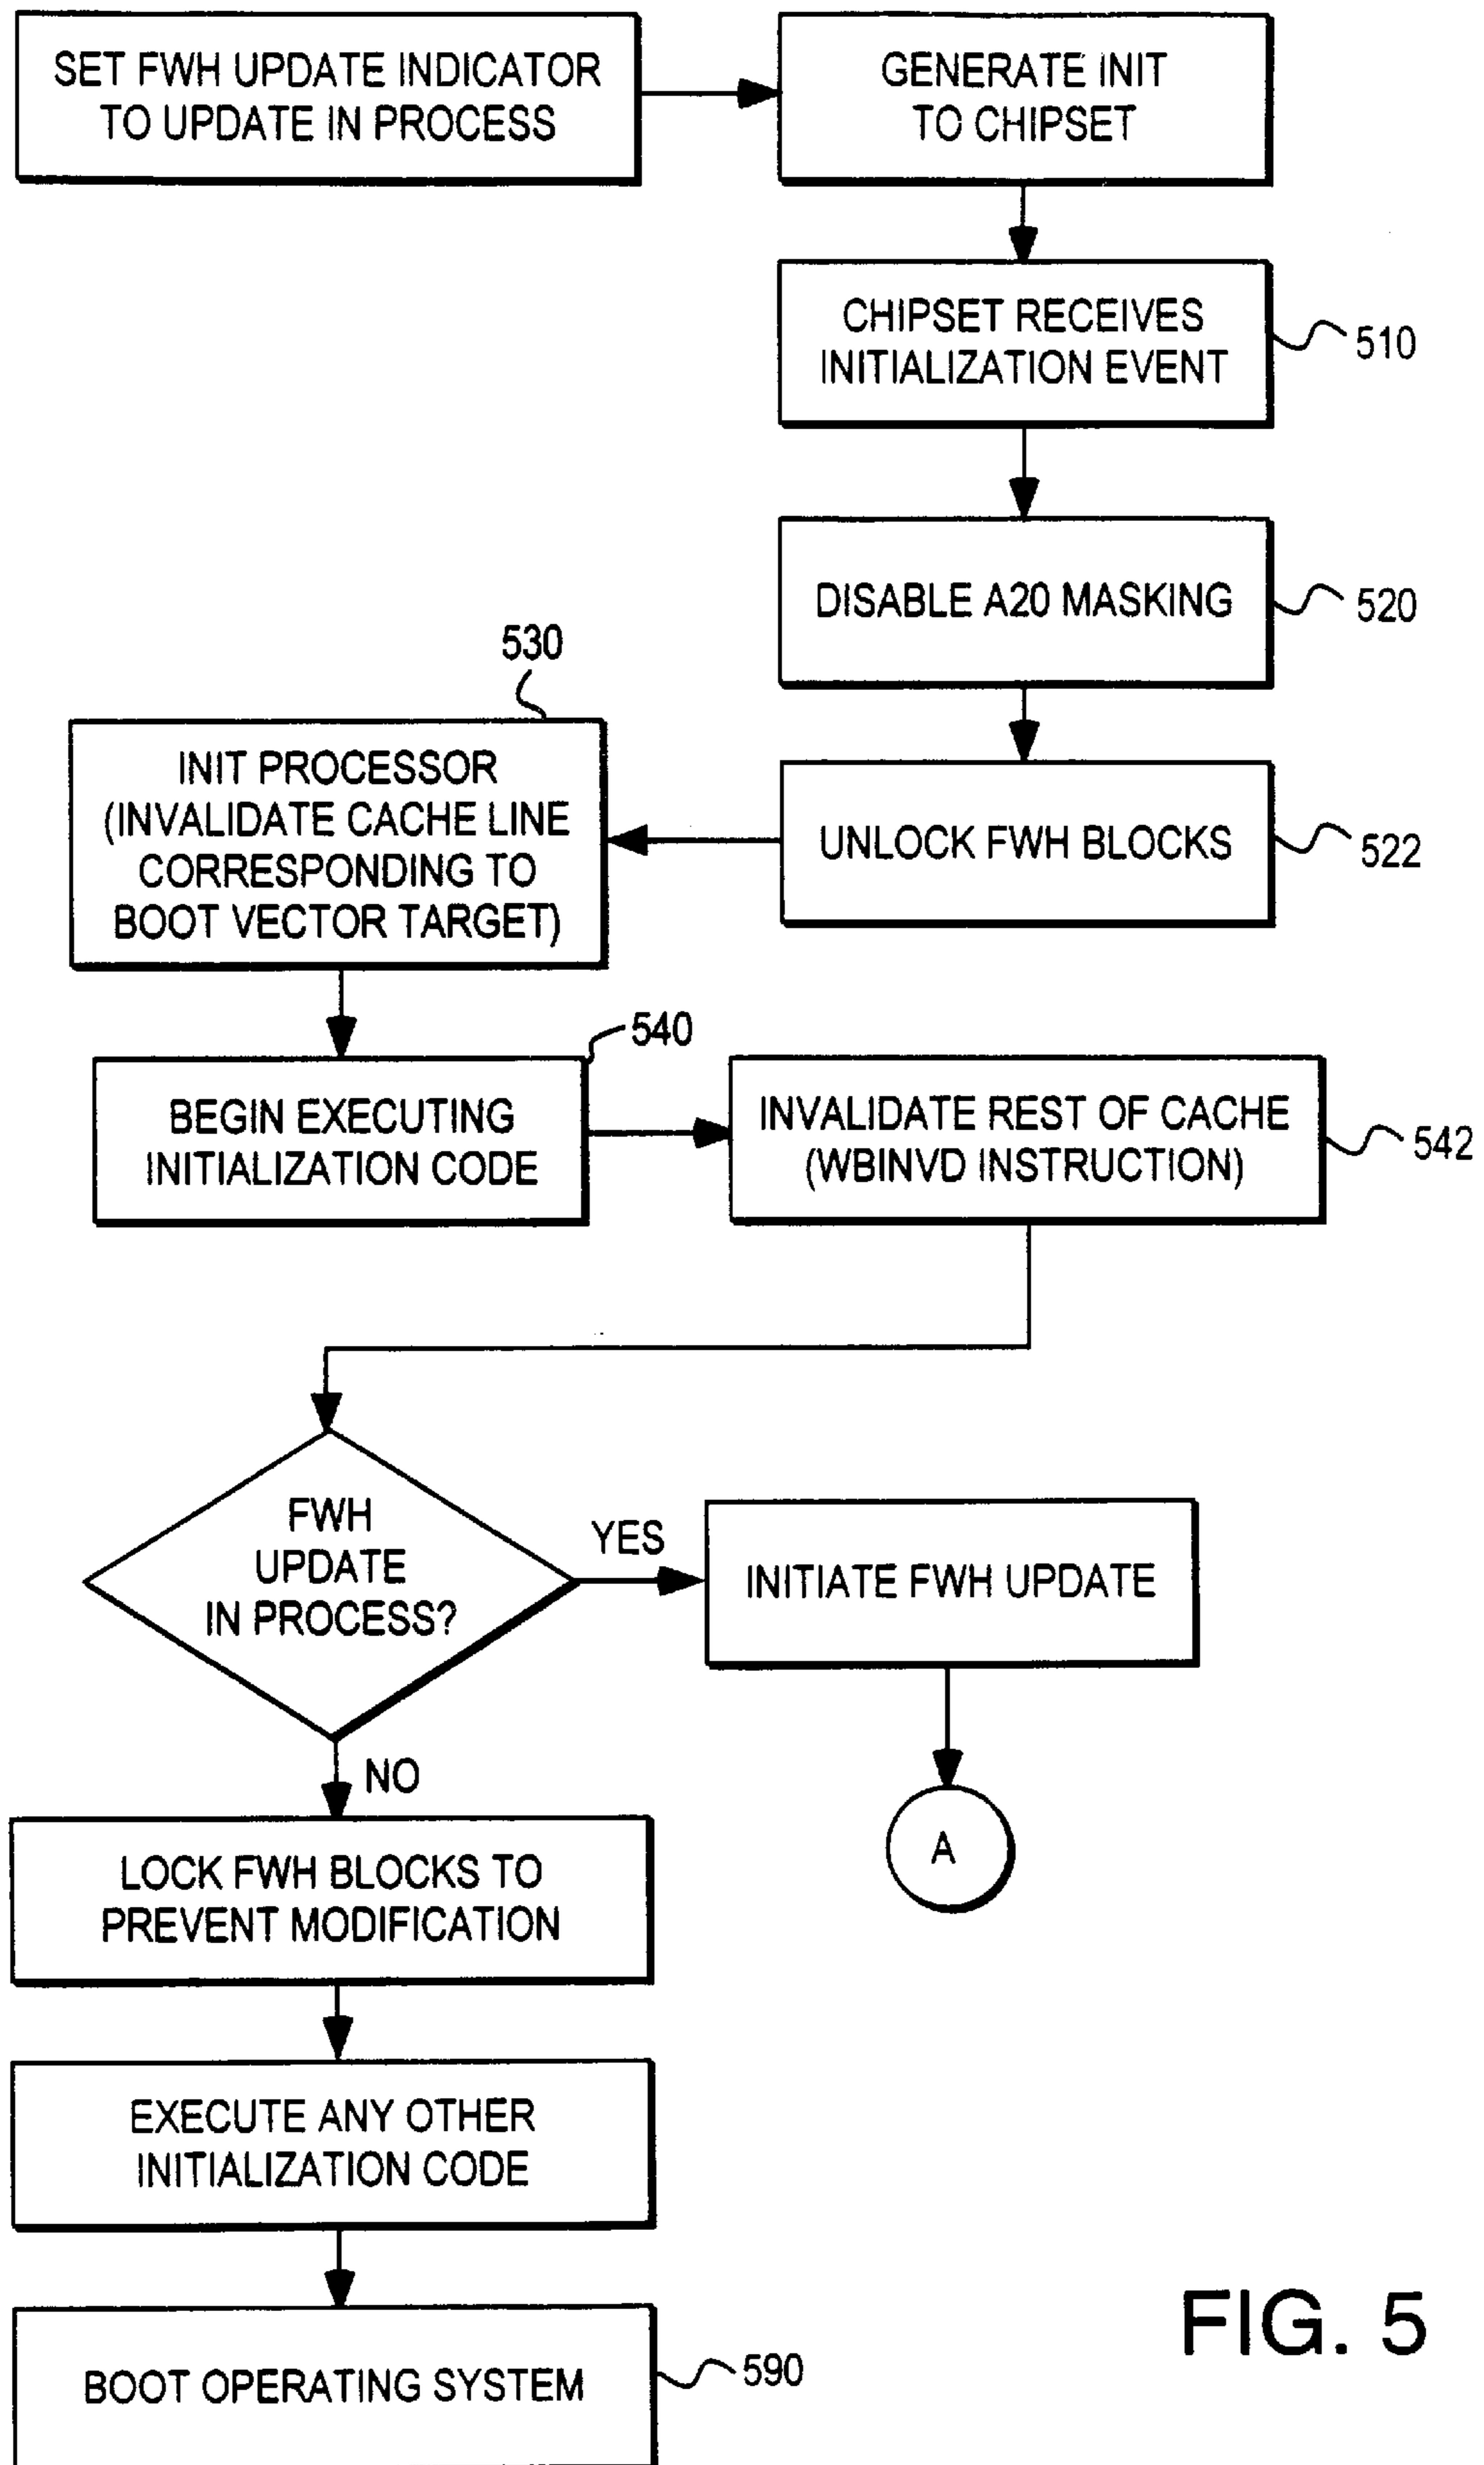 SET FWH UPDATE INDICATOR
TO UPDATE IN PROCESS
GENERATE INIT
TO CHIPSET
CHIPSET RECEIVES
INITIALIZATION EVENT
510
DISABLE A20 MASKING
520
UNLOCK FWH BLOCKS
522
530
INIT PROCESSOR
(INVALIDATE CACHE LINE
CORRESPONDING TO
BOOT VECTOR TARGET)
540
BEGIN EXECUTING
INITIALIZATION CODE
INVALIDATE REST OF CACHE
(WBINVD INSTRUCTION)
542
FWH
UPDATE
IN PROCESS?
YES
INITIATE FWH UPDATE
A
NO
LOCK FWH BLOCKS TO
PREVENT MODIFICATION
EXECUTE ANY OTHER
INITIALIZATION CODE
BOOT OPERATING SYSTEM
590
FIG. 5